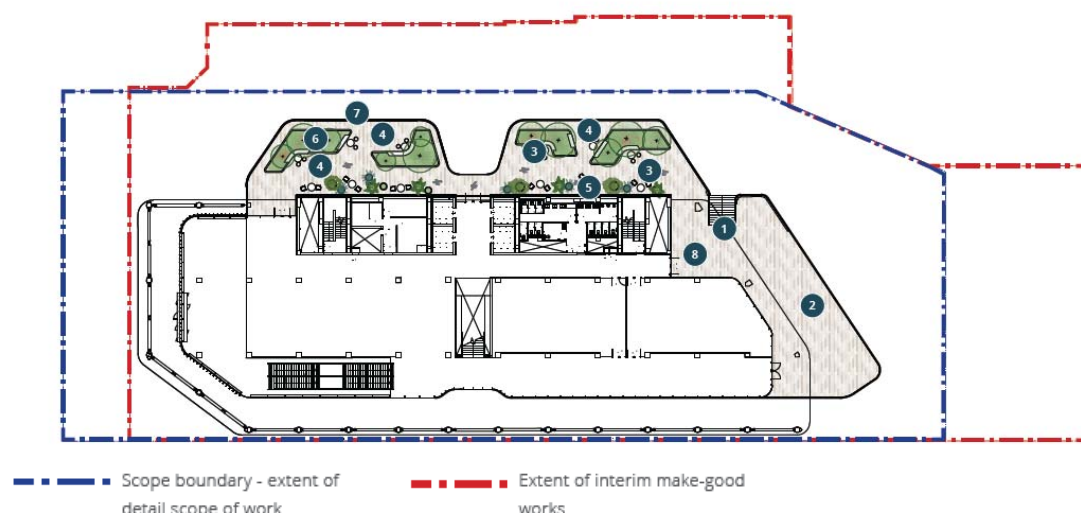 7
4
4
6
3
4
3
5
1
8
2
Scope boundary - extent of
detail scope of work
Extent of interim make-good
works